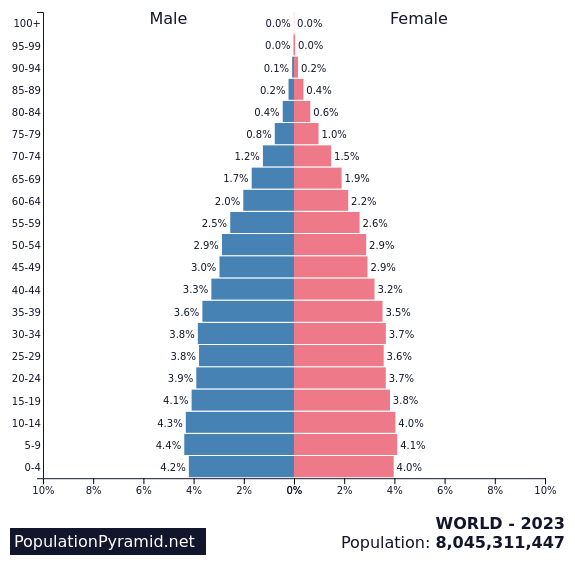 Male Female
100+ 0.0% 0.0%
95-99 0.0% 0.0%
90-94 0.1% 0.2%
85-89 0.2% 0.4%
80-84 0.4% 0.6%
75-79 0.8% 1.0%
70-74 1.2% 1.5%
65-69 1.7% 1.9%
60-64 2.0% 2.2%
55-59 2.5% 2.6%
50-54 2.9% 2.9%
45-49 3.0% 2.9%
40-44 3.3% 3.2%
35-39 3.6% 3.5%
30-34 3.8% 3.7%
25-29 3.8% 3.6%
20-24 3.9% 3.7%
15-19 4.1% 3.8%
10-14 4.3% 4.0%
5-9 4.4% 4.1%
0-4 4.2% 4.0%
10% 8% 6% 4% 2% 0% 2% 4% 6% 8% 10%
WORLD - 2023
PopulationPyramid.net Population: 8,045,311,447